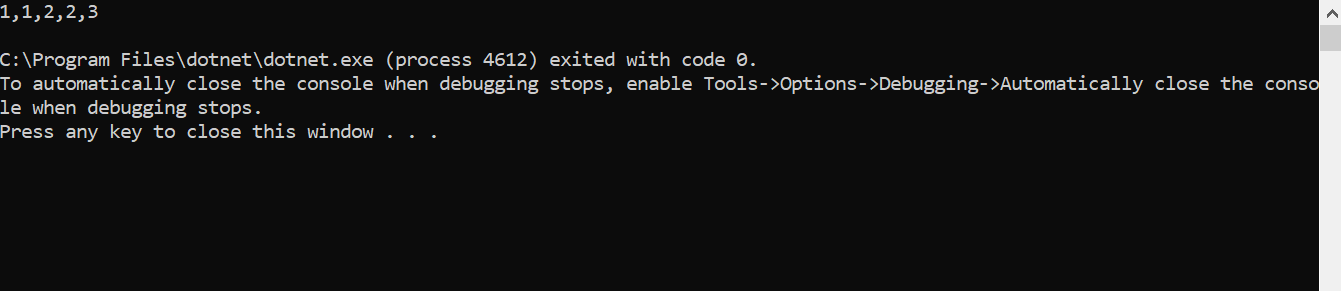 1,1,2,2,3
C:\Program Files\dotnet\dotnet.exe (process 4612) exited with code 0.
To automatically close the console when debugging stops, enable Tools->Options->Debugging->Automatically close the conso
le when debugging stops.
Press any key to close this window . . .